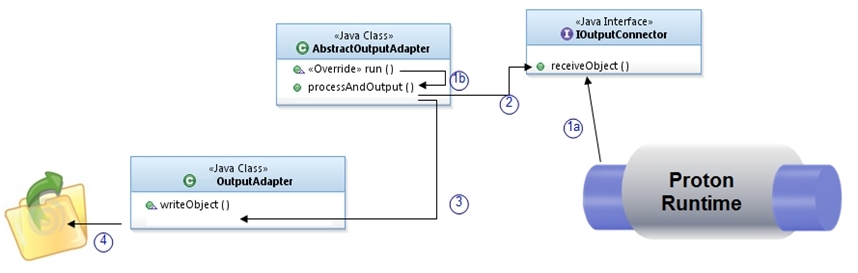 «Java Class»
C AbstractOutputAdapter
«Override» run ( )
processAndOutput ( )
1b
2
«Java Interface»
I IOutputConnector
receiveObject ( )
1a
Proton
Runtime
«Java Class»
C OutputAdapter
writeObject ( )
3
4